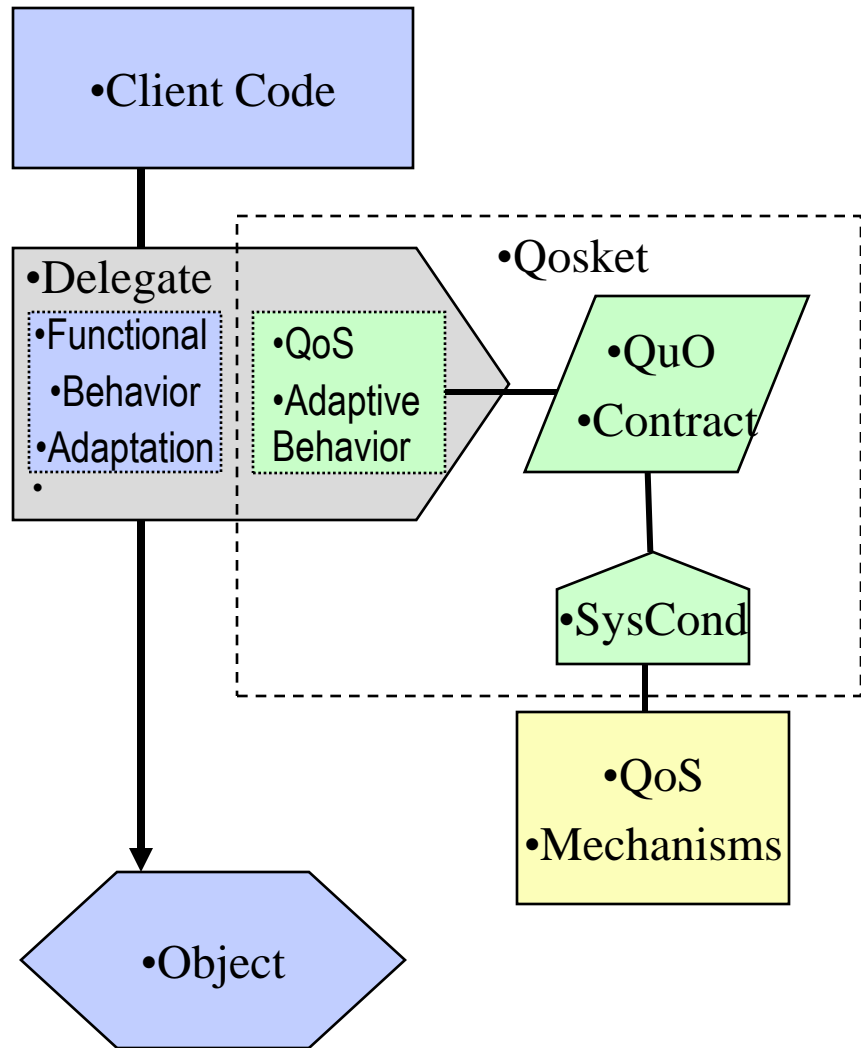 •Client Code
•Delegate
•Functional
•Behavior
•Adaptation
•
•QoS
•Adaptive
Behavior
•Qosket
•QuO
•Contract
•SysCond
•QoS
•Mechanisms
•Object